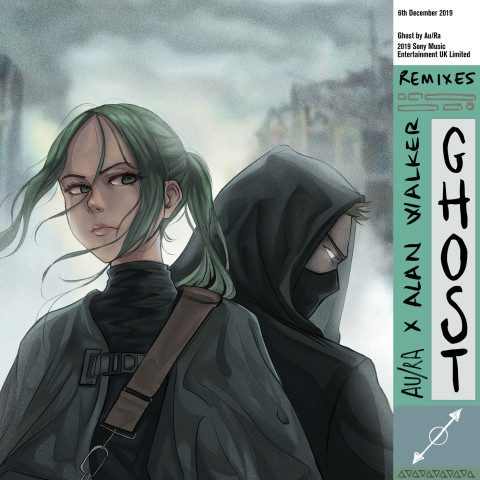 6th December 2019
Ghost by Au/Ra
2019 Sony Music
Entertainment UK Limited
REMIXES
AU/RA X ALAN WALKER
GHOST